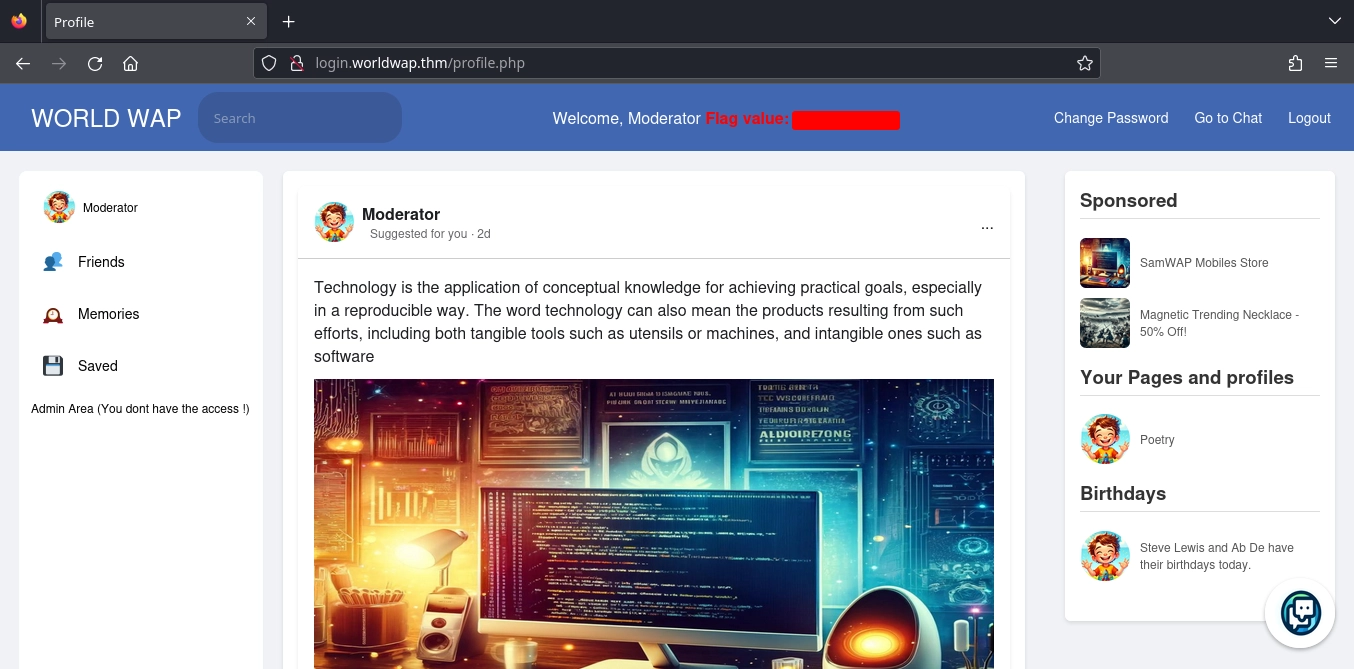 Profile
login.worldwap.thm/profile.php
WORLD WAP
Search
Welcome, Moderator Flag value:
Change Password
Go to Chat
Logout
Moderator
Friends
Memories
Saved
Admin Area (You dont have the access !)
Moderator
Suggested for you · 2d
...
Technology is the application of conceptual knowledge for achieving practical goals, especially
in a reproducible way. The word technology can also mean the products resulting from such
efforts, including both tangible tools such as utensils or machines, and intangible ones such as
software
Sponsored
SamWAP Mobiles Store
Magnetic Trending Necklace -
50% Off!
Your Pages and profiles
Poetry
Birthdays
Steve Lewis and Ab De have
their birthdays today.